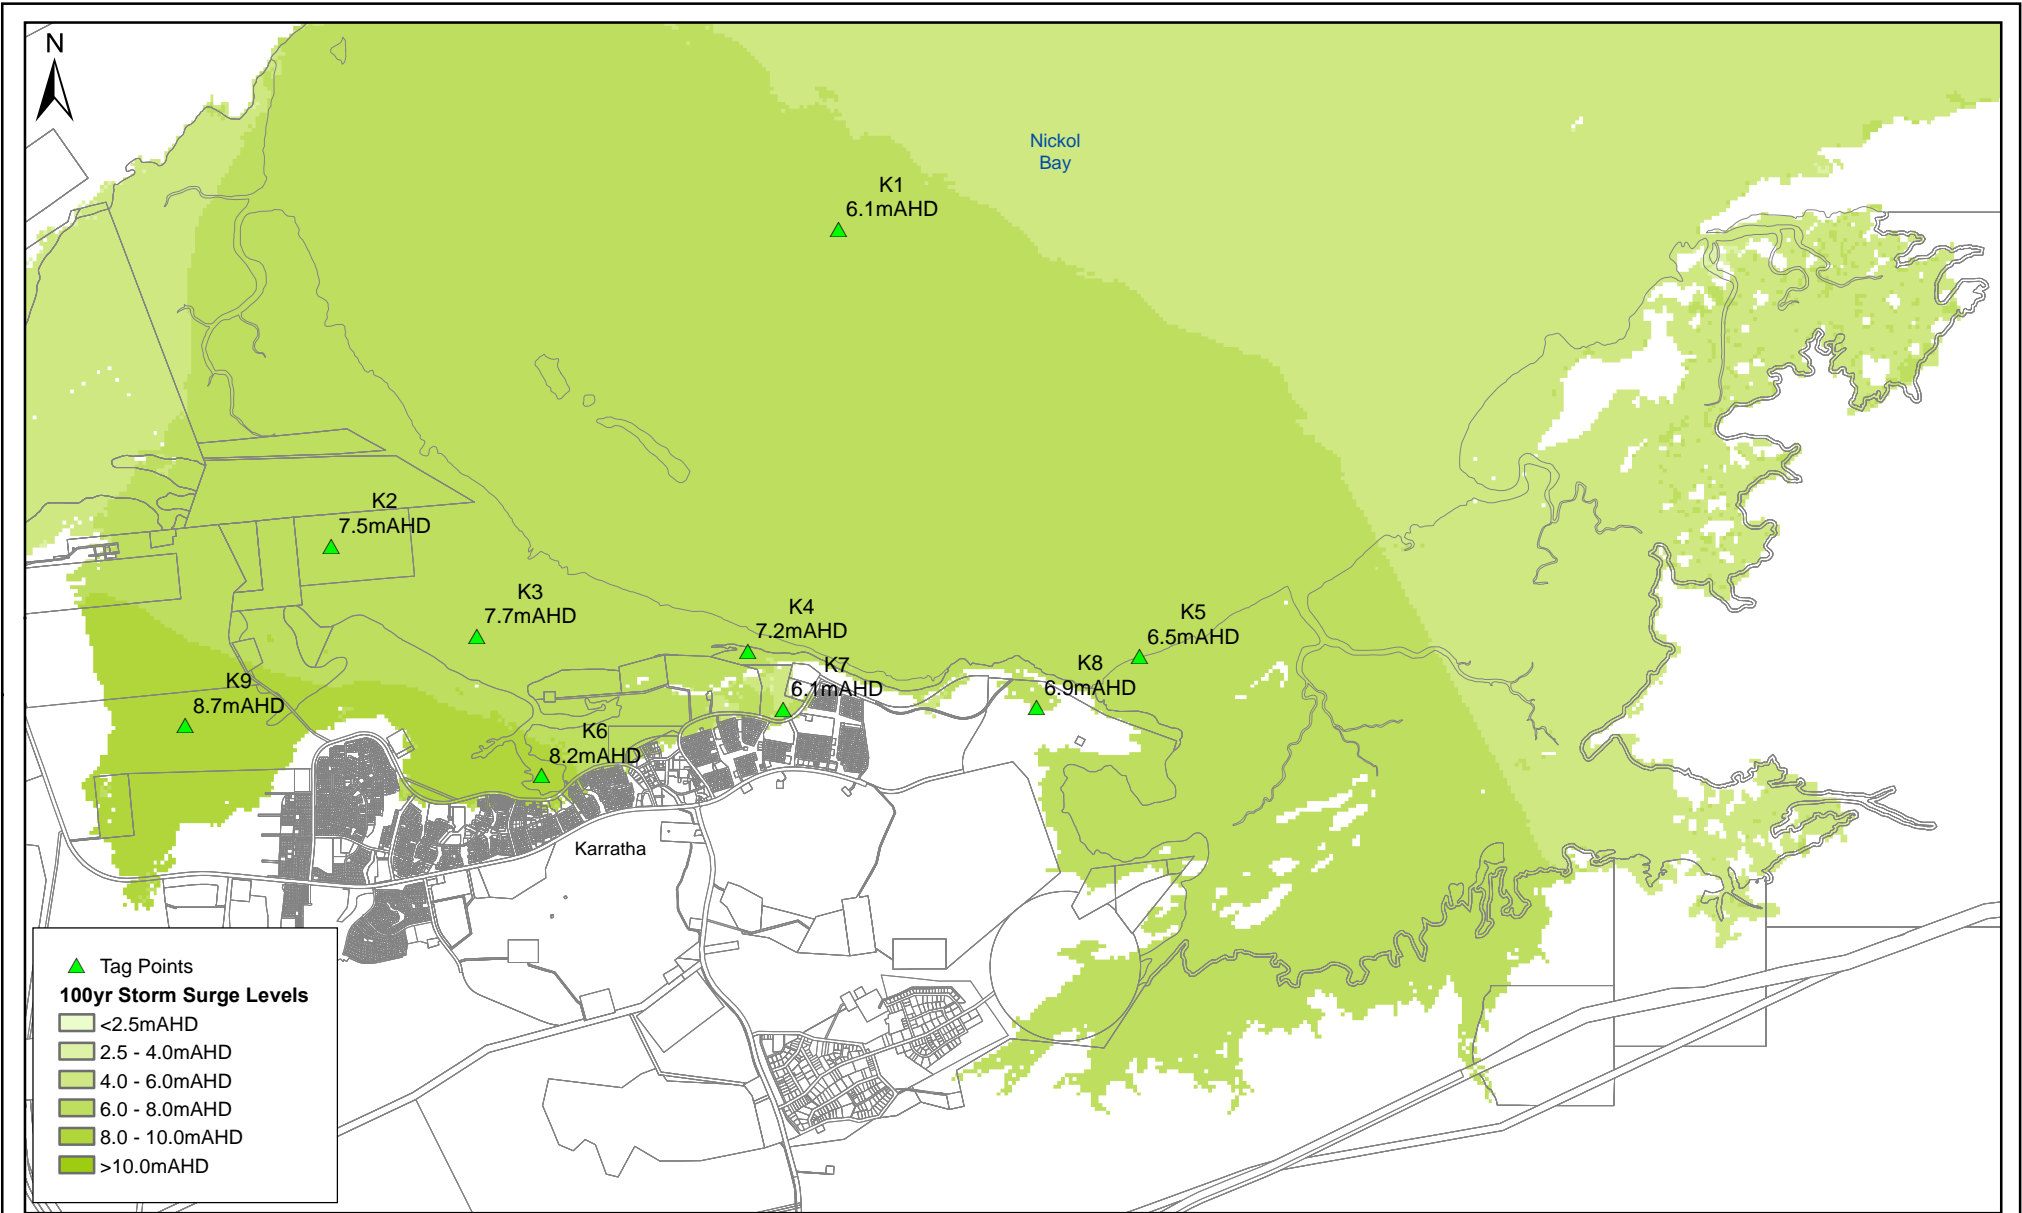 N
Nickol
Bay
K1
6.1mAHD
K2
7.5mAHD
K3
7.7mAHD
K4
7.2mAHD
K5
6.5mAHD
K7
6.1mAHD
K8
6.9mAHD
K9
8.7mAHD
K6
8.2mAHD
Karratha
Tag Points
100yr Storm Surge Levels
<2.5mAHD
2.5 - 4.0mAHD
4.0 - 6.0mAHD
6.0 - 8.0mAHD
8.0 - 10.0mAHD
>10.0mAHD